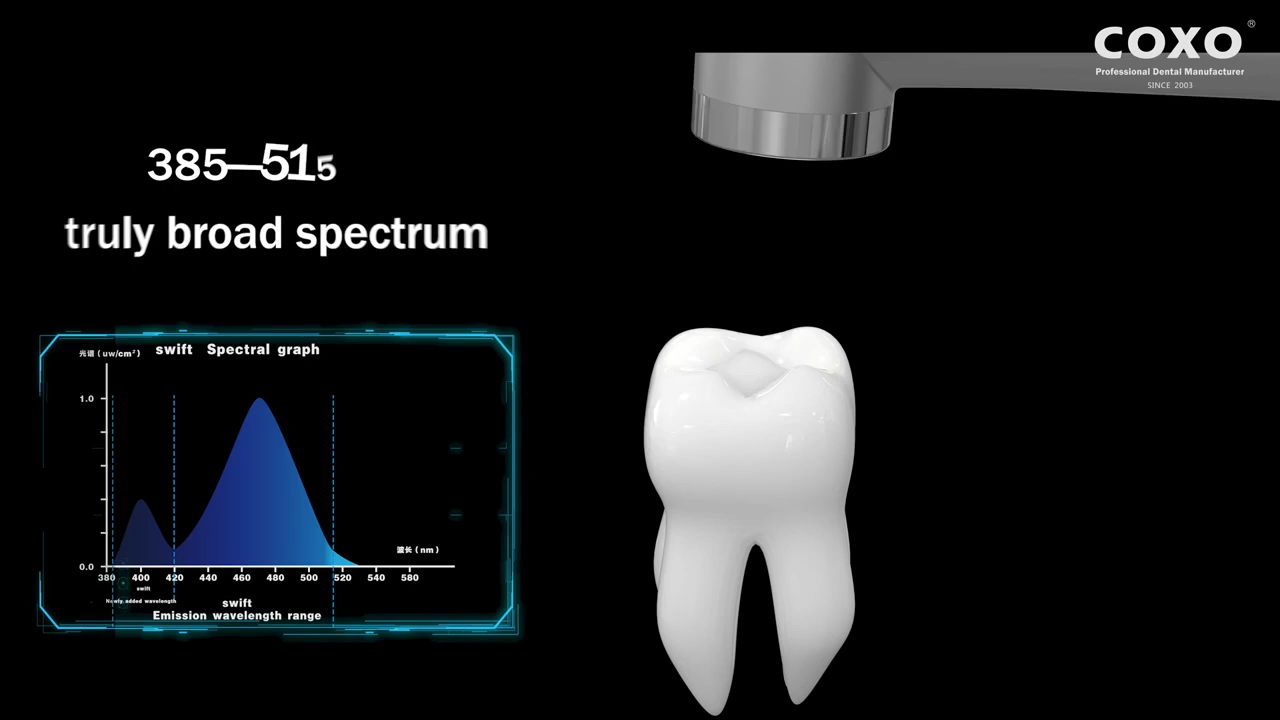 COXO®
Professional Dental Manufacturer
SINCE 2003
385—515
truly broad spectrum
光谱（uw/cm²）
swift Spectral graph
1.0
波长（nm）
0.0
380 400 420 440 460 480 500 520 540 580
swift
Newly added wavelength
swift
Emission wavelength range